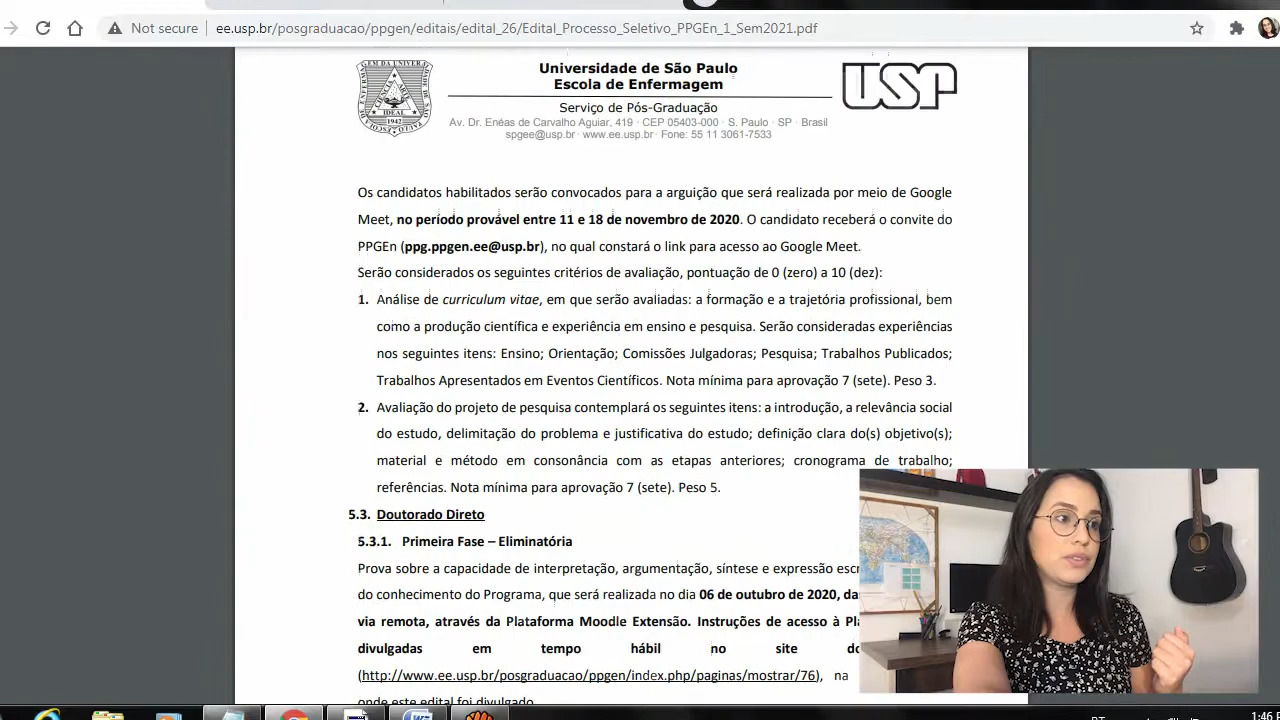 Not secure
ee.usp.br/posgraduacao/ppgen/editais/edital_26/Edital_Processo_Seletivo_PPGEn_1_Sem2021.pdf
Universidade de São Paulo
Escola de Enfermagem
Serviço de Pós-Graduação
Av. Dr. Enéas de Carvalho Aguiar, 419 · CEP 05403-000 · S. Paulo · SP · Brasil
spgee@usp.br · www.ee.usp.br · Fone: 55 11 3061-7533
USP
IDEAL
1942
Os candidatos habilitados serão convocados para a arguição que será realizada por meio de Google
Meet, no período provável entre 11 e 18 de novembro de 2020. O candidato receberá o convite do
PPGEn (ppg.ppgen.ee@usp.br), no qual constará o link para acesso ao Google Meet.
Serão considerados os seguintes critérios de avaliação, pontuação de 0 (zero) a 10 (dez):
1. Análise de curriculum vitae, em que serão avaliadas: a formação e a trajetória profissional, bem
como a produção científica e experiência em ensino e pesquisa. Serão consideradas experiências
nos seguintes itens: Ensino; Orientação; Comissões Julgadoras; Pesquisa; Trabalhos Publicados;
Trabalhos Apresentados em Eventos Científicos. Nota mínima para aprovação 7 (sete). Peso 3.
2. Avaliação do projeto de pesquisa contemplará os seguintes itens: a introdução, a relevância social
do estudo, delimitação do problema e justificativa do estudo; definição clara do(s) objetivo(s);
material e método em consonância com as etapas anteriores; cronograma de trabalho;
referências. Nota mínima para aprovação 7 (sete). Peso 5.
5.3. Doutorado Direto
5.3.1. Primeira Fase – Eliminatória
Prova sobre a capacidade de interpretação, argumentação, síntese e expressão
do conhecimento do Programa, que será realizada no dia 06 de outubro de 2020,
via remota, através da Plataforma Moodle Extensão. Instruções de acesso à
divulgadas em tempo hábil no site
(http://www.ee.usp.br/posgraduacao/ppgen/index.php/paginas/mostrar/76), na
onde este edital foi divulgado
1:46